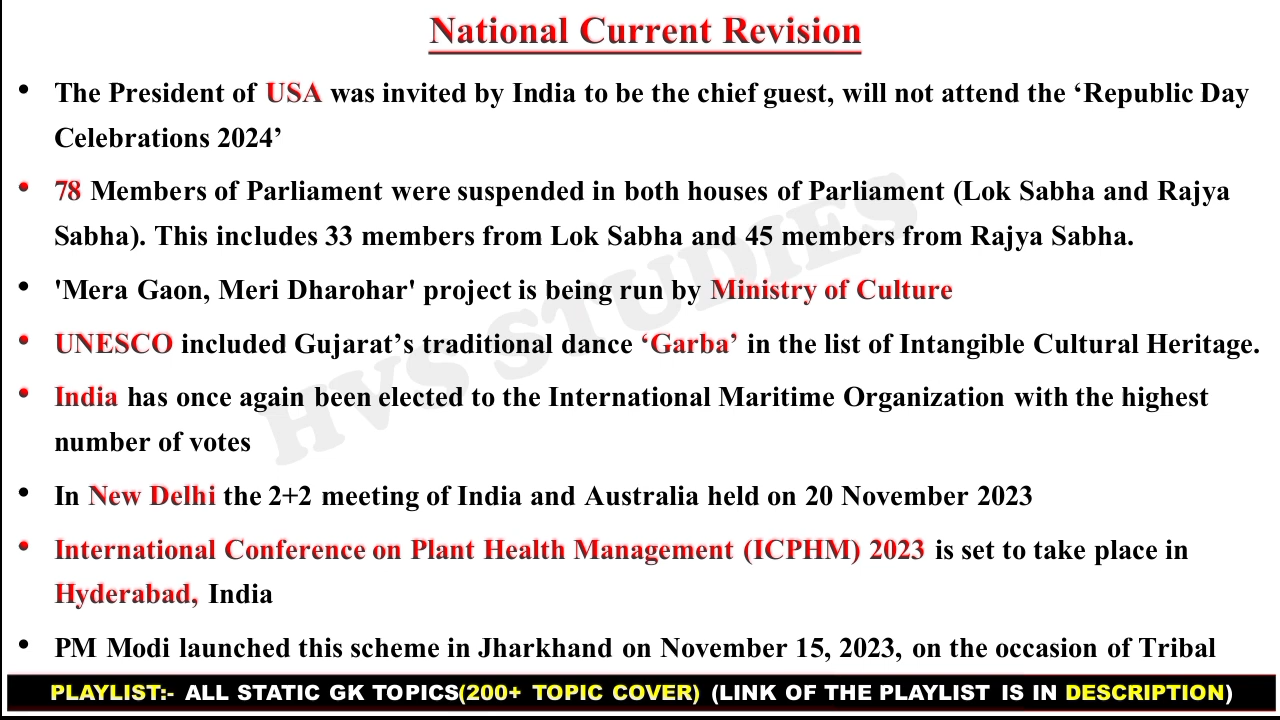 National Current Revision
• The President of USA was invited by India to be the chief guest, will not attend the ‘Republic Day
Celebrations 2024’
• 78 Members of Parliament were suspended in both houses of Parliament (Lok Sabha and Rajya
Sabha). This includes 33 members from Lok Sabha and 45 members from Rajya Sabha.
• 'Mera Gaon, Meri Dharohar' project is being run by Ministry of Culture
• UNESCO included Gujarat’s traditional dance ‘Garba’ in the list of Intangible Cultural Heritage.
• India has once again been elected to the International Maritime Organization with the highest
number of votes
• In New Delhi the 2+2 meeting of India and Australia held on 20 November 2023
• International Conference on Plant Health Management (ICPHM) 2023 is set to take place in
Hyderabad, India
• PM Modi launched this scheme in Jharkhand on November 15, 2023, on the occasion of Tribal
HVS STUDIES
PLAYLIST:- ALL STATIC GK TOPICS(200+ TOPIC COVER) (LINK OF THE PLAYLIST IS IN DESCRIPTION)